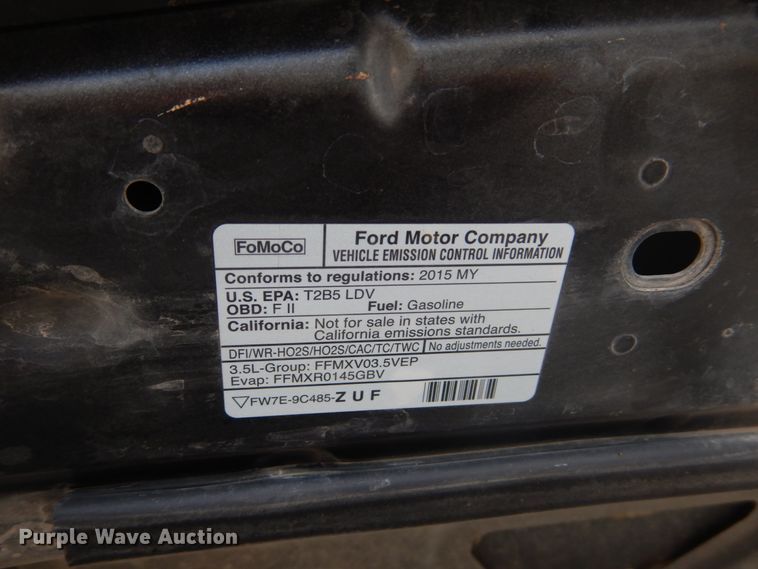 FoMoCo
Ford Motor Company
VEHICLE EMISSION CONTROL INFORMATION
Conforms to regulations: 2015 MY
U.S. EPA: T2B5 LDV
OBD: F II Fuel: Gasoline
California: Not for sale in states with
California emissions standards.
DFI/WR-HO2S/HO2S/CAC/TC/TWC No adjustments needed.
3.5L-Group: FFMXV03.5VEP
Evap: FFMXR0145GBV
FW7E-9C485-Z U F
Purple Wave Auction